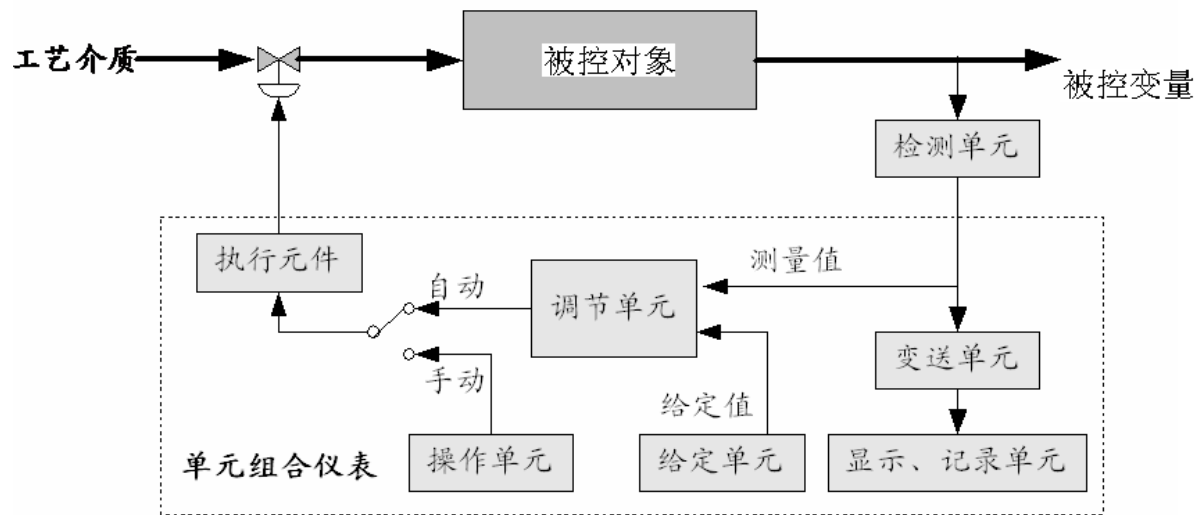 工艺介质
被控对象
被控变量
检测单元
执行元件
测量值
自动
调节单元
变送单元
手动
给定值
单元组合仪表
操作单元
给定单元
显示、记录单元